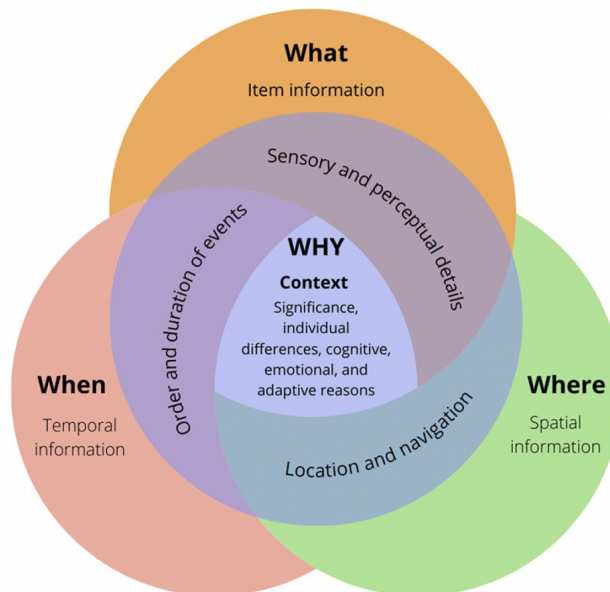 What
Item information
Sensory and perceptual details
Order and duration of events
WHY
Context
Significance,
individual
differences, cognitive,
emotional, and
adaptive reasons
When
Temporal
information
Where
Spatial
information
Location and navigation